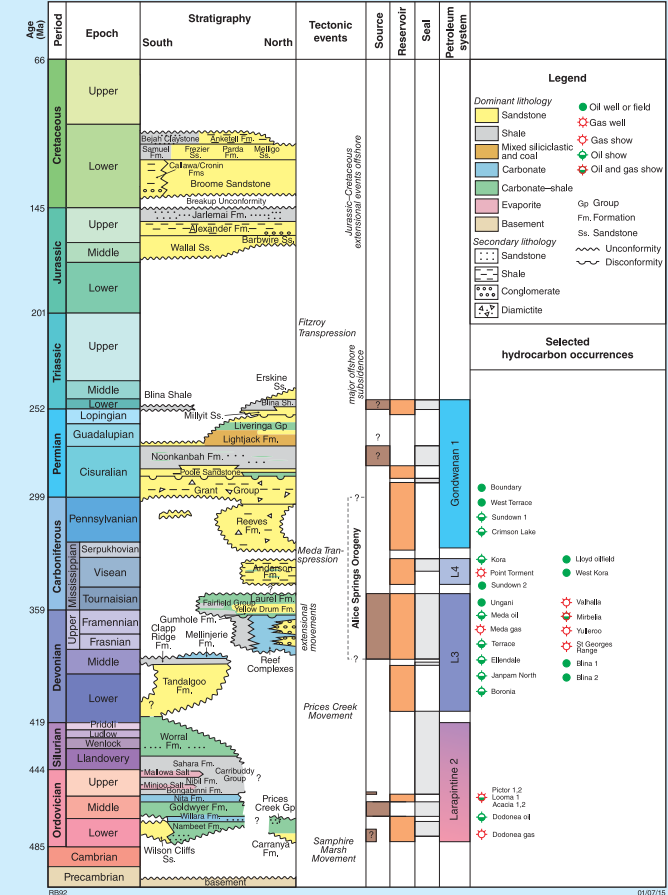 Age
(Ma)
Period
Epoch
Stratigraphy
South
North
Tectonic
events
Source
Reservoir
Seal
Petroleum
system
66
145
201
252
299
359
419
444
485
Cretaceous
Jurassic
Triassic
Permian
Carboniferous
Mississippian
Devonian
Upper
Silurian
Ordovician
Upper
Lower
Upper
Middle
Lower
Upper
Middle
Lower
Lopingian
Guadalupian
Cisuralian
Pennsylvanian
Serpukhovian
Visean
Tournaisian
Framennian
Frasnian
Middle
Lower
Pridoli
Ludlow
Wenlock
Llandovery
Upper
Middle
Lower
Cambrian
Precambrian
Bejah Claystone
Anketell Fm.
Samuel
Fm.
Frezier
Ss.
Parda
Fm.
Melligo
Ss.
Callawa/Cronin
Fms
Broome Sandstone
Breakup Unconformity
Jarlemai Fm.
Alexander Fm.
Barbwire Ss.
Wallal Ss.
Erskine
Ss.
Blina Shale
Blina Sh.
Millyit Ss.
Liveringa Gp
Lightjack Fm.
Noonkanbah Fm.
Poole Sandstone
Grant Group
Reeves
Fm.
Anderson
Fm.
?
Laurel Fm.
Fairfield Group
Yellow Drum Fm.
Gumhole Fm.
Clapp
Ridge
Fm.
Mellinjerie
Fm.
Reef
Complexes
Tandalgoo
Fm.
?
Worral
Fm.
Sahara Fm.
Mallowa Salt
Carribuddy
Group
?
Nibil Fm.
Minjoo Salt
Bongabinni Fm.
Nita Fm.
Goldwyer Fm.
Prices
Creek Gp
Willara Fm.
?
Nambeet Fm.
Wilson Cliffs
Ss.
Carranya
Fm.
basement
Jurassic–Cretaceous
extensional events offshore
Fitzroy
Transpression
major offshore
subsidence
Meda Tran-
spression
Alice Springs Orogeny
?
?
extensional
movements
Prices Creek
Movement
Samphire
Marsh
Movement
?
?
?
?
Gondwanan 1
L4
L3
Larapintine 2
Legend
Dominant lithology
Sandstone
Shale
Mixed siliciclastic
and coal
Carbonate
Carbonate–shale
Evaporite
Basement
Secondary lithology
Sandstone
Shale
Conglomerate
Diamictite
Oil well or field
Gas well
Gas show
Oil show
Oil and gas show
Gp Group
Fm. Formation
Ss. Sandstone
Unconformity
Disconformity
Selected
hydrocarbon occurrences
Boundary
West Terrace
Sundown 1
Crimson Lake
Kora
Lloyd oilfield
Point Torment
West Kora
Sundown 2
Ungani
Valhalla
Meda oil
Mirbelia
Meda gas
Yulleroo
Terrace
St Georges
Range
Ellendale
Blina 1
Janpam North
Blina 2
Boronia
Pictor 1,2
Looma 1
Acacia 1,2
Dodonea oil
Dodonea gas
RB92
01/07/15